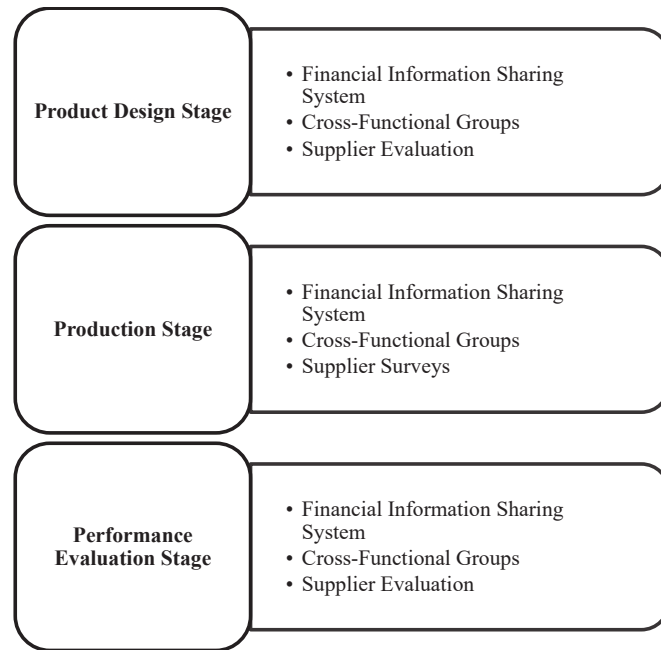 Product Design Stage
• Financial Information Sharing
System
• Cross-Functional Groups
• Supplier Evaluation
Production Stage
• Financial Information Sharing
System
• Cross-Functional Groups
• Supplier Surveys
Performance
Evaluation Stage
• Financial Information Sharing
System
• Cross-Functional Groups
• Supplier Evaluation